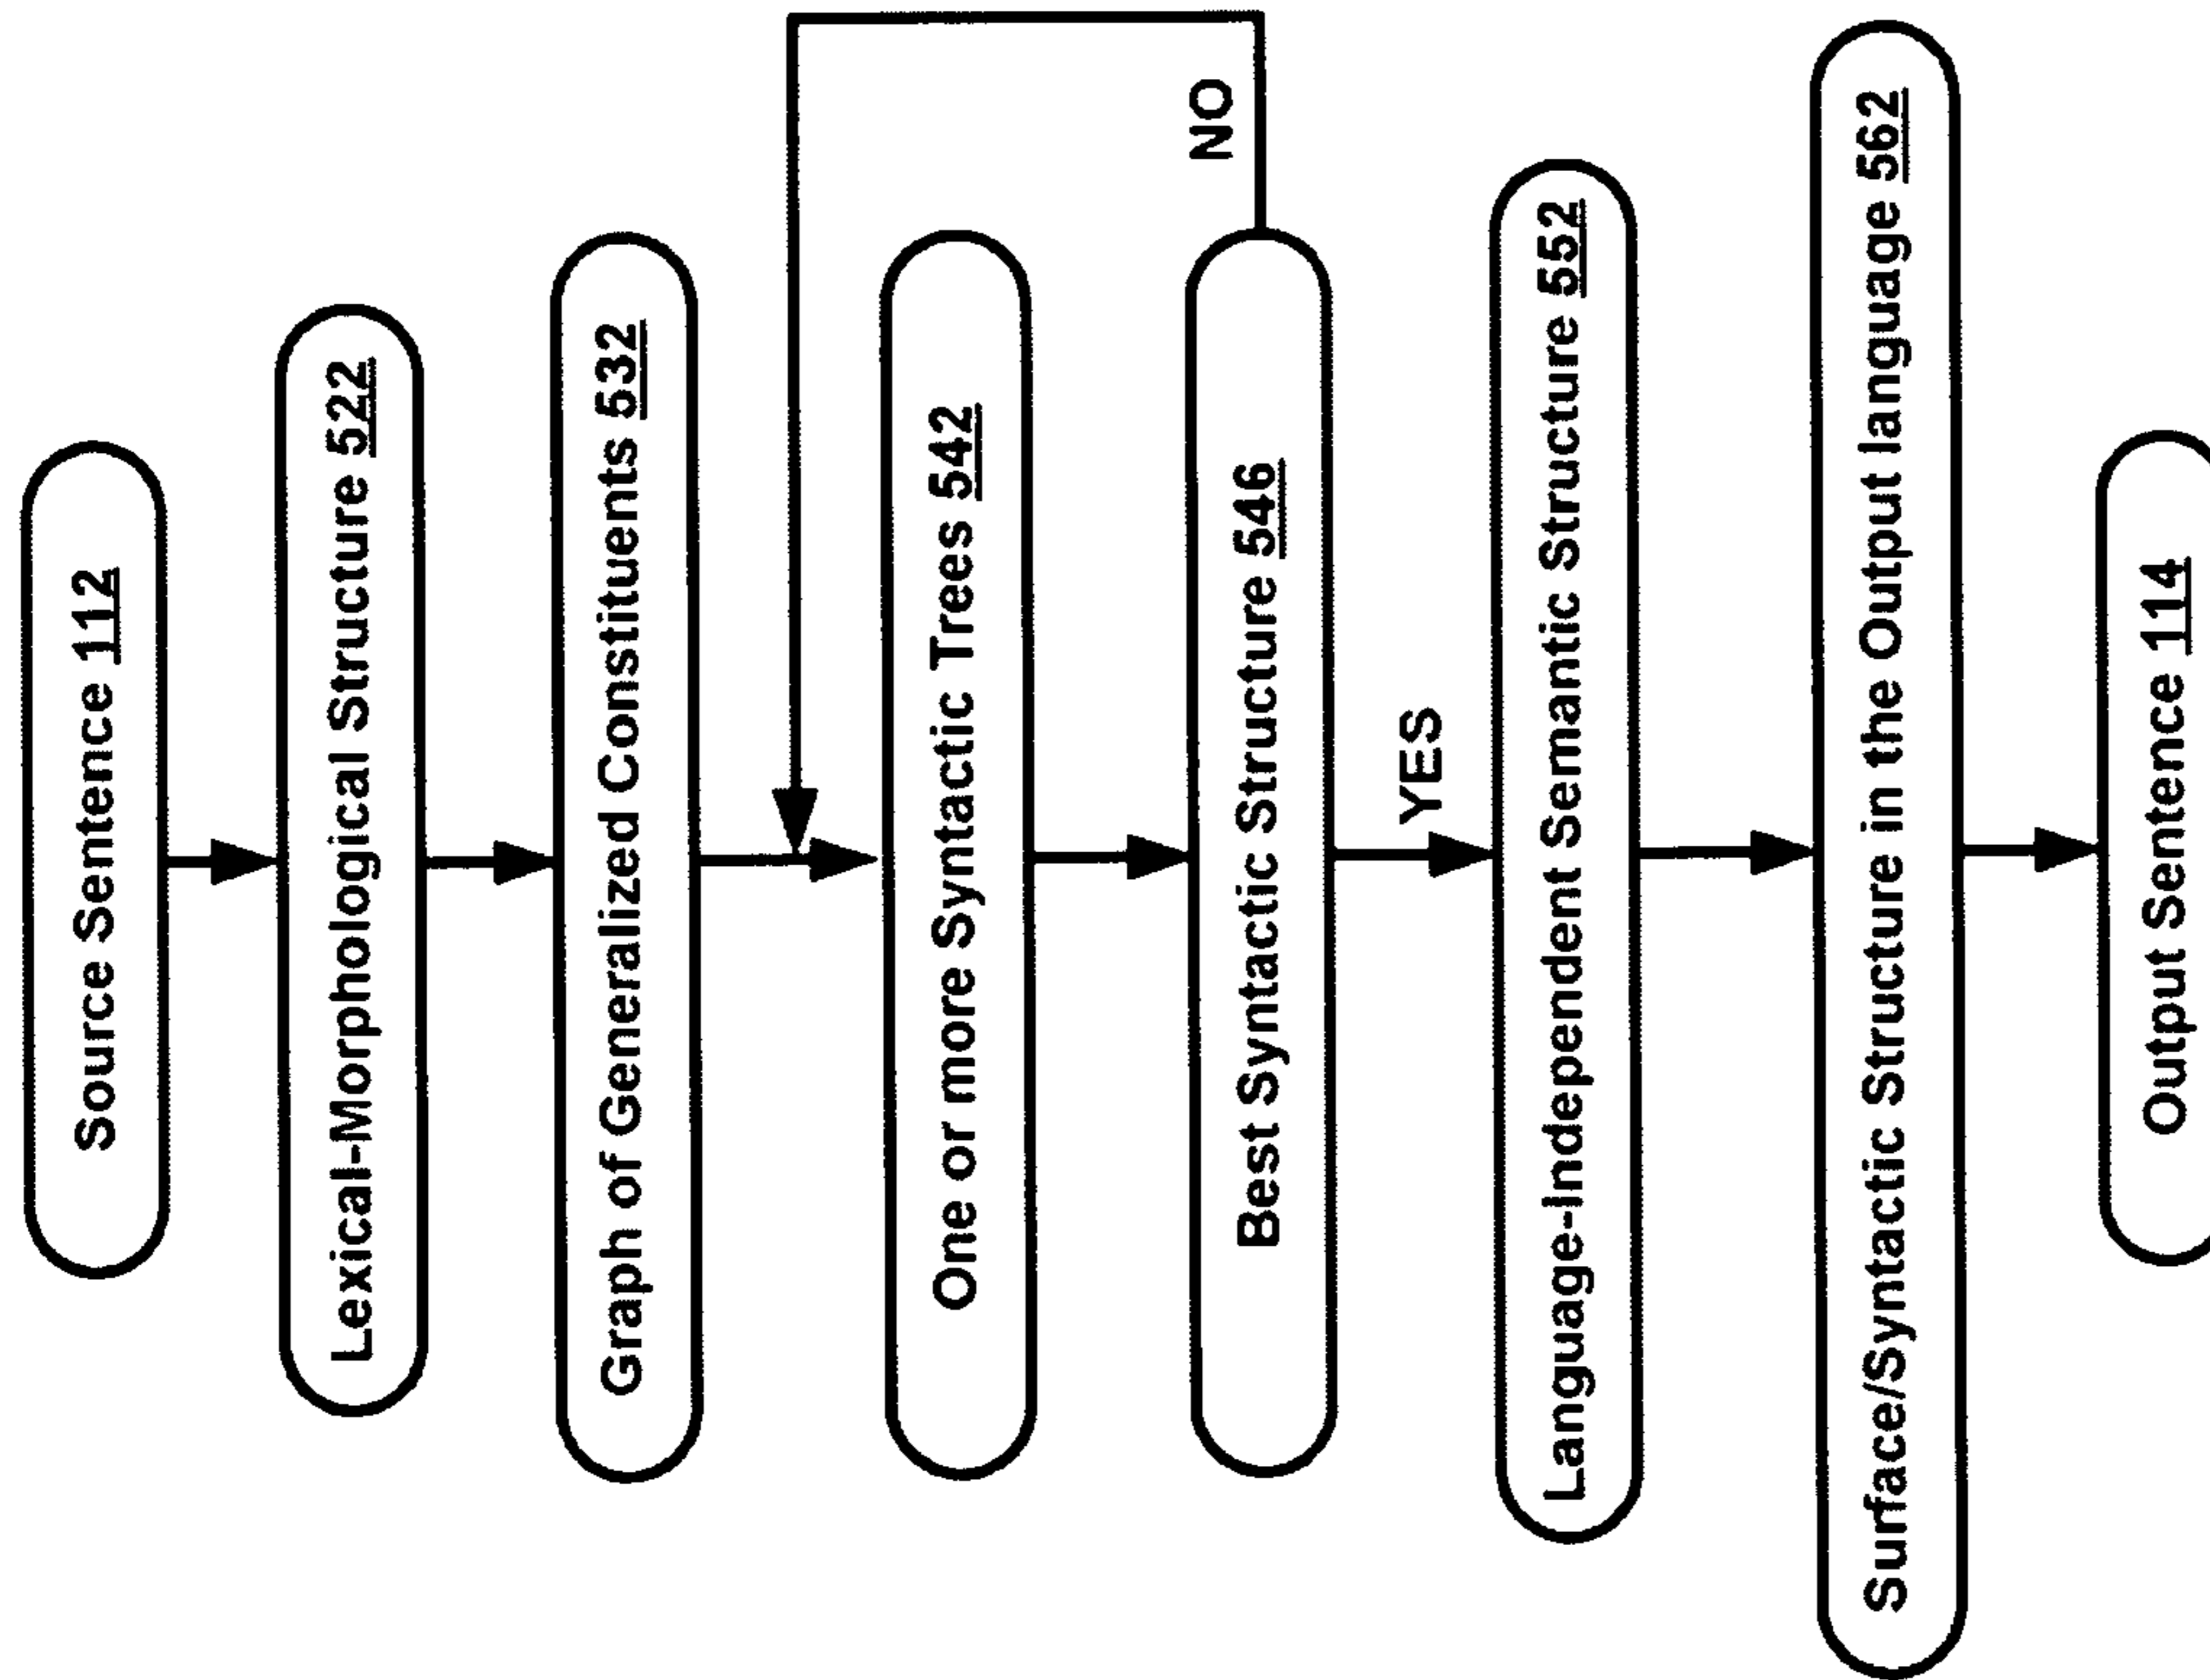 Source Sentence 112
Lexical-Morphological Structure 522
Graph of Generalized Constituents 532
One or more Syntactic Trees 542
Best Syntactic Structure 546
NO
YES
Language-Independent Semantic Structure 552
Surface/Syntactic Structure in the Output language 562
Output Sentence 114